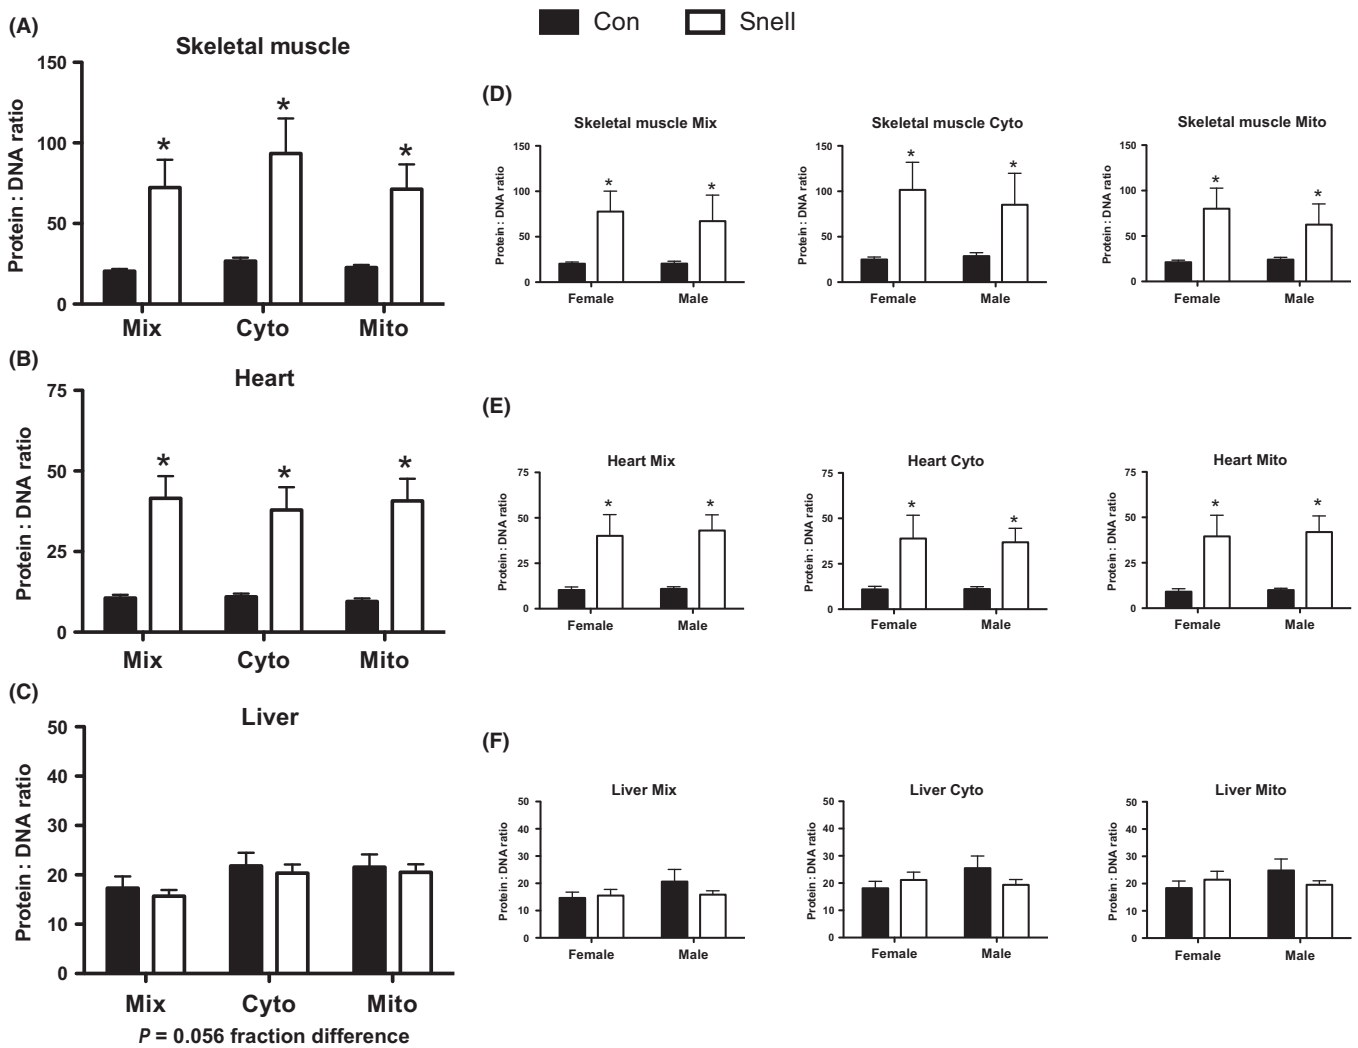 Con Snell
(A)
Skeletal muscle
Protein : DNA ratio
150
100
50
0
* * *
Mix Cyto Mito
(B)
Heart
Protein : DNA ratio
75
50
25
0
* * *
Mix Cyto Mito
(C)
Liver
Protein : DNA ratio
50
40
30
20
10
0
Mix Cyto Mito
P = 0.056 fraction difference
(D)
Skeletal muscle Mix
Protein : DNA ratio
150
100
50
0
* *
Female Male
Skeletal muscle Cyto
Protein : DNA ratio
150
100
50
0
* *
Female Male
Skeletal muscle Mito
Protein : DNA ratio
150
100
50
0
* *
Female Male
(E)
Heart Mix
Protein : DNA ratio
75
50
25
0
* *
Female Male
Heart Cyto
Protein : DNA ratio
75
50
25
0
* *
Female Male
Heart Mito
Protein : DNA ratio
75
50
25
0
* *
Female Male
(F)
Liver Mix
Protein : DNA ratio
50
40
30
20
10
0
Female Male
Liver Cyto
Protein : DNA ratio
50
40
30
20
10
0
Female Male
Liver Mito
Protein : DNA ratio
50
40
30
20
10
0
Female Male